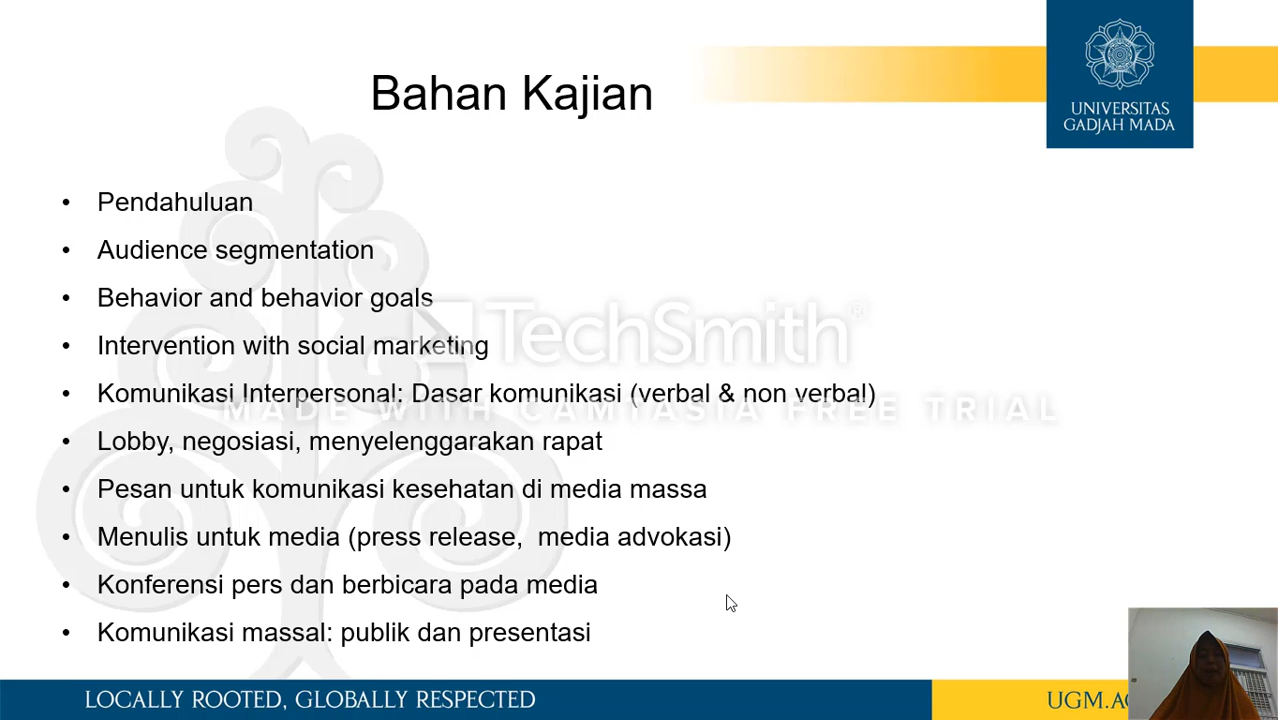 Bahan Kajian
UNIVERSITAS
GADJAH MADA
• Pendahuluan
• Audience segmentation
• Behavior and behavior goals
• Intervention with social marketing
• Komunikasi Interpersonal: Dasar komunikasi (verbal & non verbal)
• Lobby, negosiasi, menyelenggarakan rapat
• Pesan untuk komunikasi kesehatan di media massa
• Menulis untuk media (press release,  media advokasi)
• Konferensi pers dan berbicara pada media
• Komunikasi massal: publik dan presentasi
TechSmith®
MADE WITH CAMTASIA FREE TRIAL
LOCALLY ROOTED, GLOBALLY RESPECTED
UGM.AC